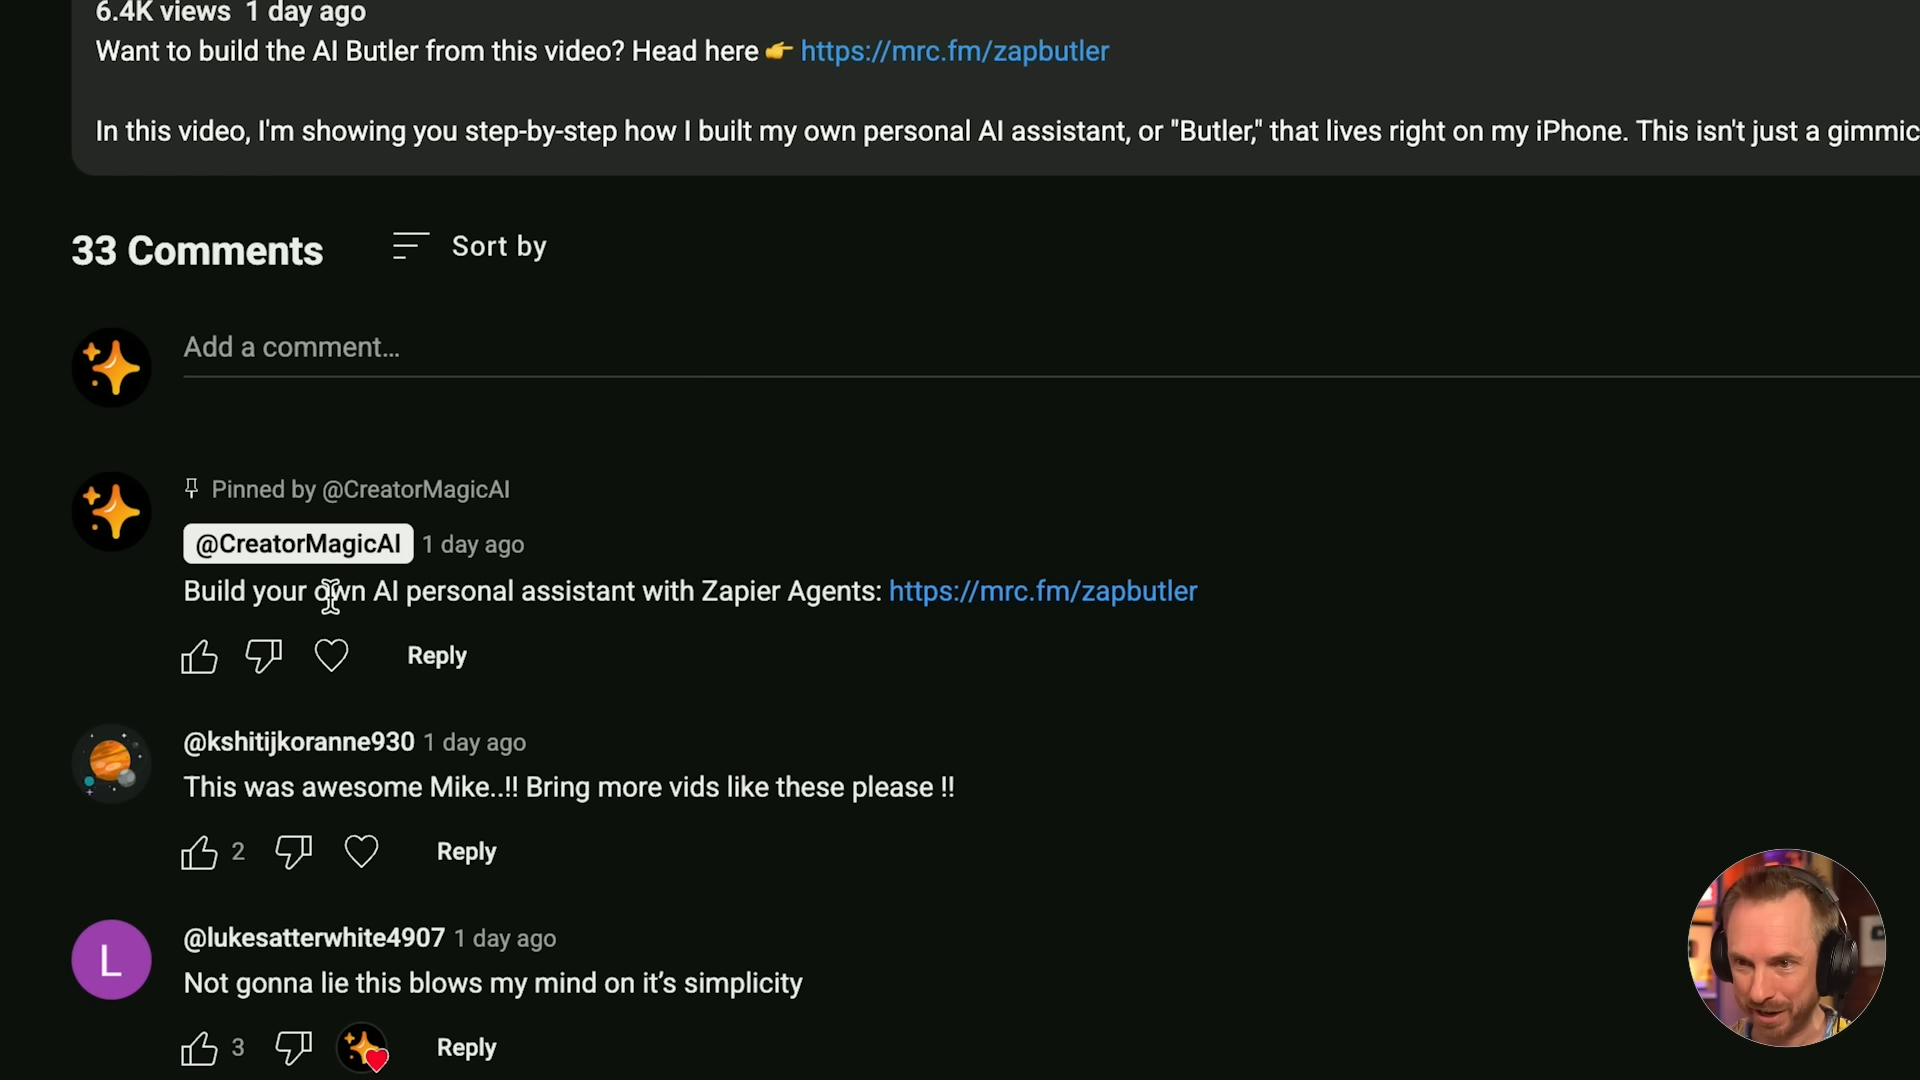 6.4K views 1 day ago
Want to build the AI Butler from this video? Head here 👉 https://mrc.fm/zapbutler
In this video, I'm showing you step-by-step how I built my own personal AI assistant, or "Butler," that lives right on my iPhone. This isn't just a gimmic
33 Comments
Sort by
Add a comment...
Pinned by @CreatorMagicAI
@CreatorMagicAI 1 day ago
Build your own AI personal assistant with Zapier Agents: https://mrc.fm/zapbutler
Reply
@kshitijkoranne930 1 day ago
This was awesome Mike..!! Bring more vids like these please !!
2
Reply
L
@lukesatterwhite4907 1 day ago
Not gonna lie this blows my mind on it's simplicity
3
Reply